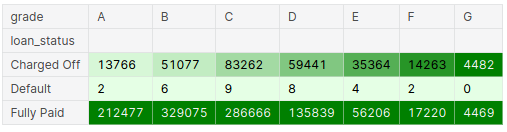 grade A B C D E F G
loan_status
Charged Off 13766 51077 83262 59441 35364 14263 4482
Default 2 6 9 8 4 2 0
Fully Paid 212477 329075 286666 135839 56206 17220 4469